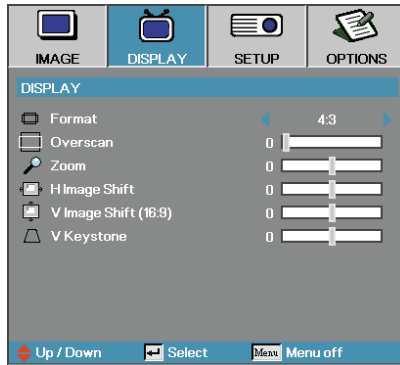 IMAGE DISPLAY SETUP OPTIONS
DISPLAY
Format 4:3
Overscan 0
Zoom 0
H Image Shift 0
V Image Shift (16:9) 0
V Keystone 0
Up / Down Select Menu Menu off